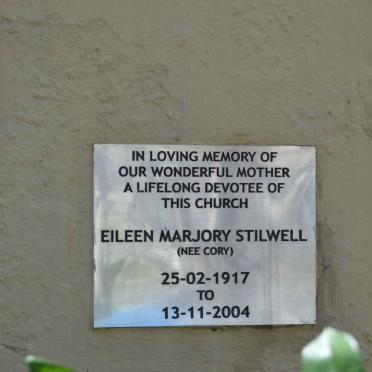 IN LOVING MEMORY OF
OUR WONDERFUL MOTHER
A LIFELONG DEVOTEE OF
THIS CHURCH
EILEEN MARJORY STILWELL
(NEE CORY)
25-02-1917
TO
13-11-2004